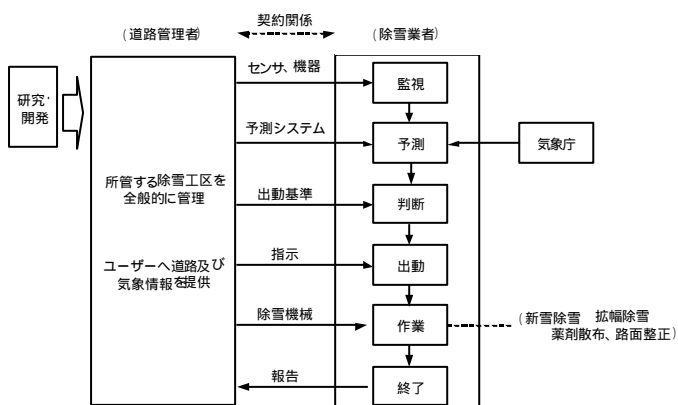 契約関係
(道路管理者)
(除雪業者)
研究・
開発
センサ、機器
監視
予測システム
予測
気象庁
所管する除雪工区を
全般的に管理
出動基準
判断
ユーザーへ道路及び
気象情報を提供
指示
出動
除雪機械
作業
(新雪除雪 拡幅除雪
薬剤散布、路面整正)
報告
終了